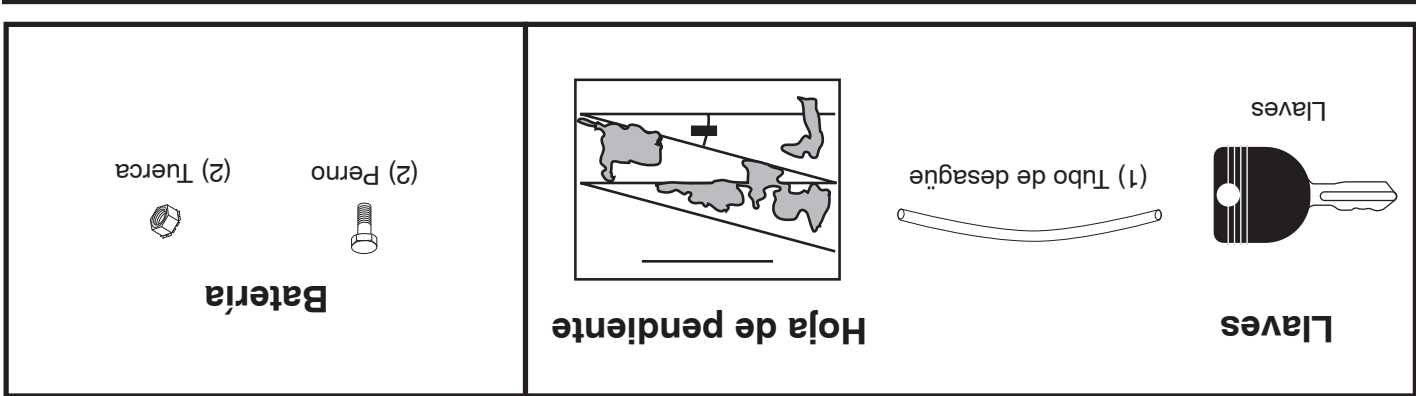 Llaves
Hoja de pendiente
(1) Tubo de desagüe
Llaves
Batería
(2) Perno
(2) Tuerca